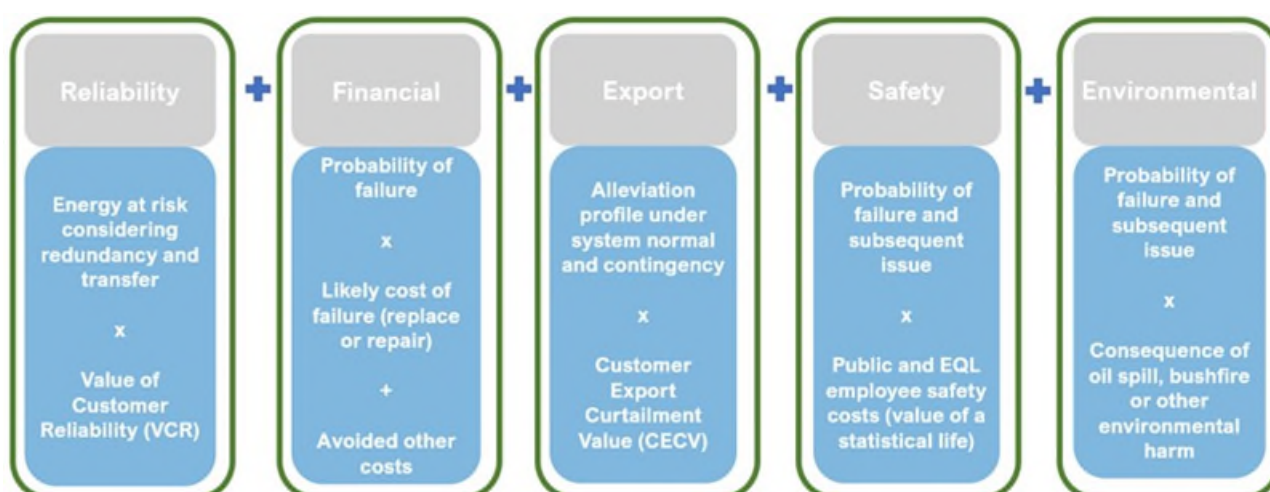 Reliability
Energy at risk
considering
redundancy and
transfer
x
Value of
Customer
Reliability (VCR)
+
Financial
Probability of
failure
x
Likely cost of
failure (replace
or repair)
+
Avoided other
costs
+
Export
Alleviation
profile under
system normal
and contingency
x
Customer
Export
Curtailment
Value (CECV)
+
Safety
Probability of
failure and
subsequent
issue
x
Public and EQL
employee safety
costs (value of a
statistical life)
+
Environmental
Probability of
failure and
subsequent
issue
x
Consequence of
oil spill, bushfire
or other
environmental
harm